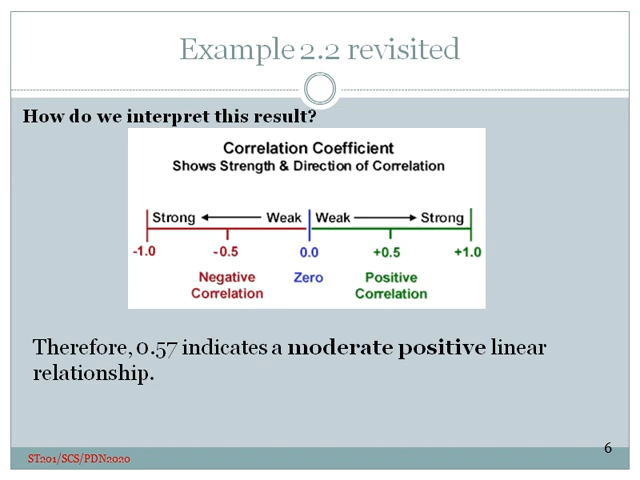 Example 2.2 revisited
How do we interpret this result?
Correlation Coefficient
Shows Strength & Direction of Correlation
Strong Weak Weak Strong
-1.0 -0.5 0.0 +0.5 +1.0
Negative Correlation Zero Positive Correlation
Therefore, 0.57 indicates a moderate positive linear
relationship.
6
ST201/SCS/PDN2020